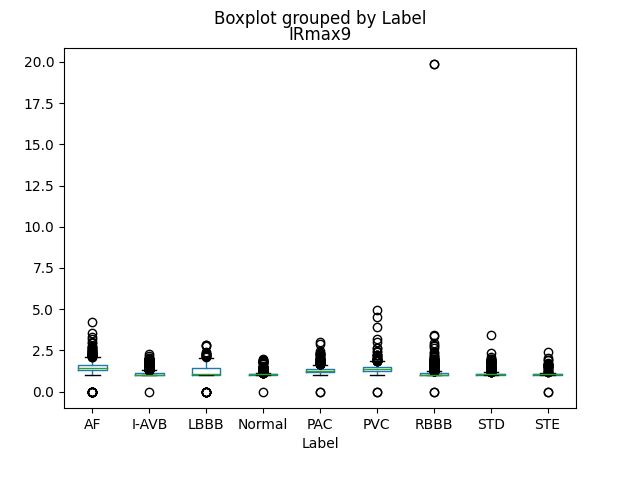 Boxplot grouped by Label
IRmax9
20.0
17.5
15.0
12.5
10.0
7.5
5.0
2.5
0.0
AF I-AVB LBBB Normal PAC PVC RBBB STD STE
Label